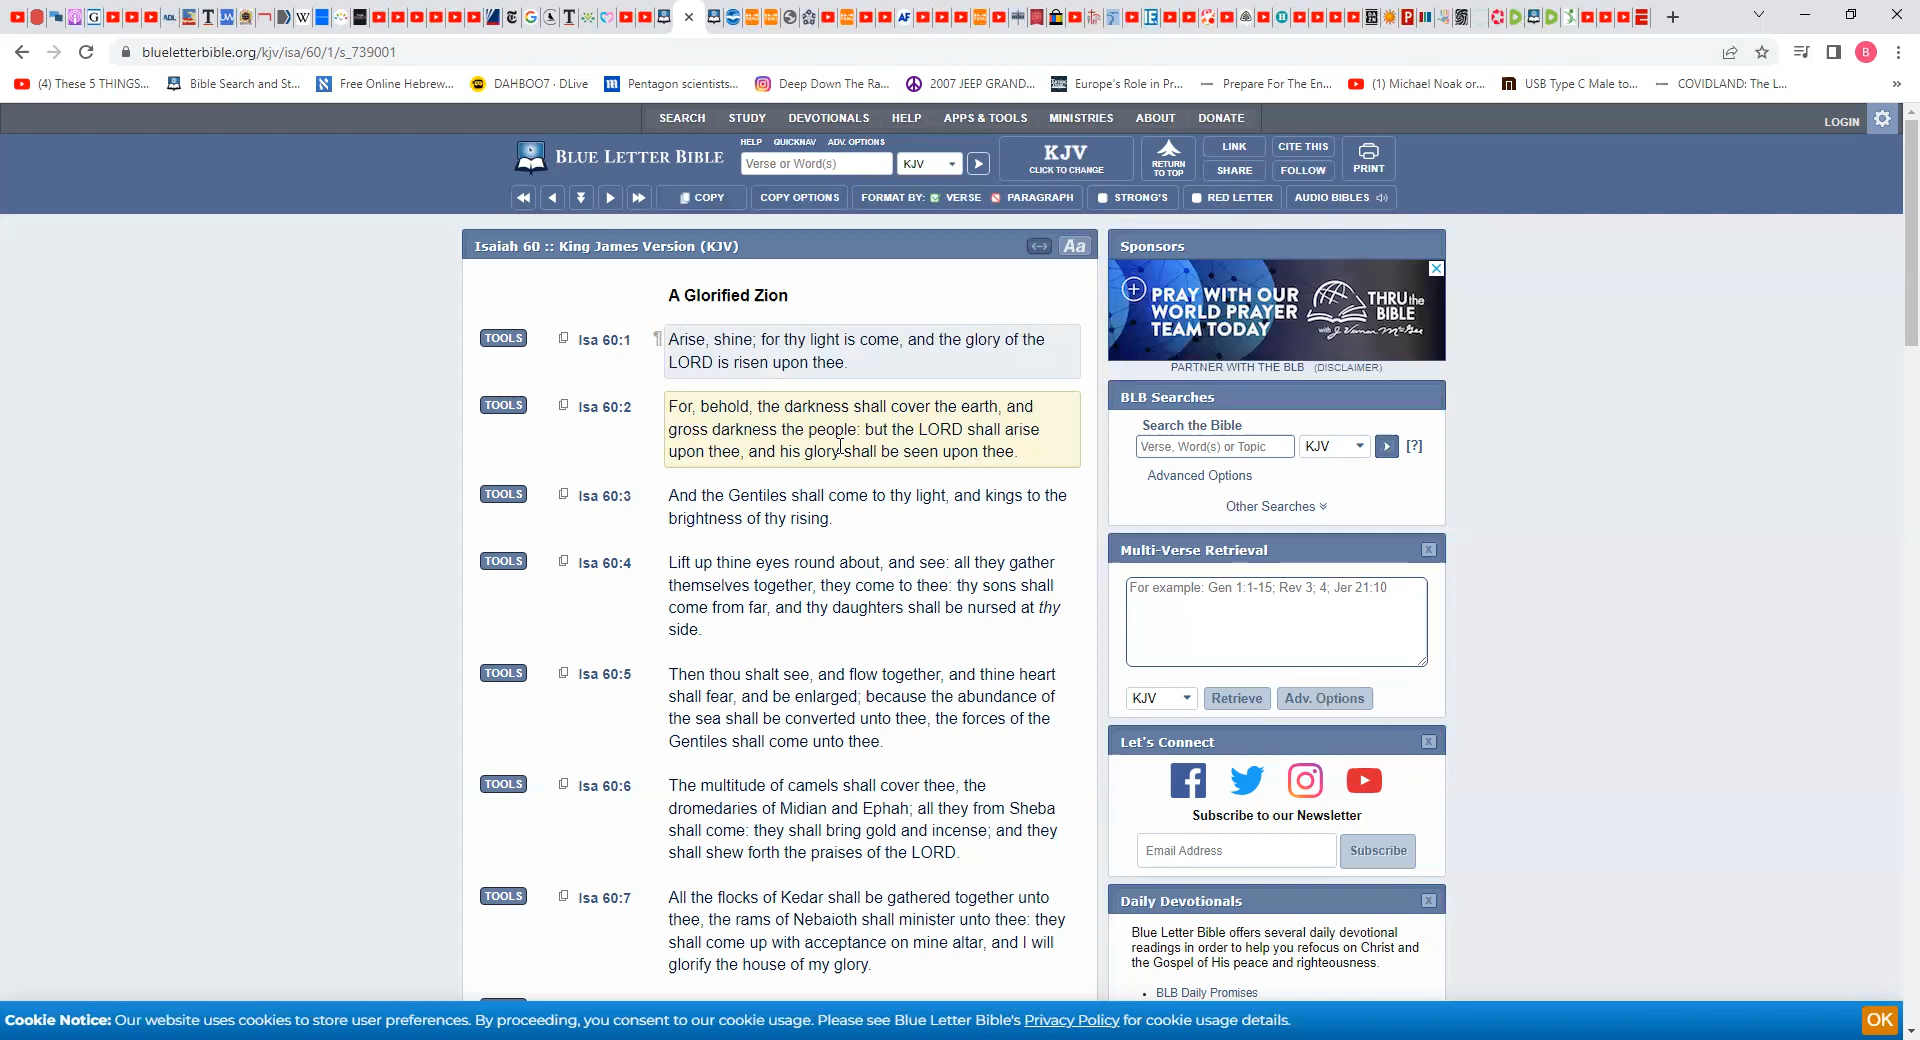 blueletterbible.org/kjv/isa/60/1/s_739001
B
(4) These 5 THINGS...
Bible Search and St...
Free Online Hebrew...
DAHBOO7 · DLive
Pentagon scientists...
Deep Down The Ra...
2007 JEEP GRAND...
Europe's Role in Pr...
Prepare For The En...
(1) Michael Noak or...
USB Type C Male to...
COVIDLAND: The L...
»
SEARCH STUDY DEVOTIONALS HELP APPS & TOOLS MINISTRIES ABOUT DONATE
LOGIN
BLUE LETTER BIBLE
HELP QUICKNAV ADV. OPTIONS
Verse or Word(s)
KJV
KJV
CLICK TO CHANGE
RETURN
TO TOP
LINK
CITE THIS
SHARE
FOLLOW
PRINT
COPY
COPY OPTIONS
FORMAT BY: VERSE PARAGRAPH
STRONG'S
RED LETTER
AUDIO BIBLES
Isaiah 60 :: King James Version (KJV)
Aa
A Glorified Zion
TOOLS
Isa 60:1
¶
Arise, shine; for thy light is come, and the glory of the
LORD is risen upon thee.
TOOLS
Isa 60:2
For, behold, the darkness shall cover the earth, and
gross darkness the people: but the LORD shall arise
upon thee, and his glory shall be seen upon thee.
TOOLS
Isa 60:3
And the Gentiles shall come to thy light, and kings to the
brightness of thy rising.
TOOLS
Isa 60:4
Lift up thine eyes round about, and see: all they gather
themselves together, they come to thee: thy sons shall
come from far, and thy daughters shall be nursed at thy
side.
TOOLS
Isa 60:5
Then thou shalt see, and flow together, and thine heart
shall fear, and be enlarged; because the abundance of
the sea shall be converted unto thee, the forces of the
Gentiles shall come unto thee.
TOOLS
Isa 60:6
The multitude of camels shall cover thee, the
dromedaries of Midian and Ephah; all they from Sheba
shall come: they shall bring gold and incense; and they
shall shew forth the praises of the LORD.
TOOLS
Isa 60:7
All the flocks of Kedar shall be gathered together unto
thee, the rams of Nebaioth shall minister unto thee: they
shall come up with acceptance on mine altar, and I will
glorify the house of my glory.
Sponsors
PRAY WITH OUR
WORLD PRAYER
TEAM TODAY
THRU the
BIBLE
with J. Vernon McGee
PARTNER WITH THE BLB (DISCLAIMER)
BLB Searches
Search the Bible
Verse, Word(s) or Topic
KJV
[?]
Advanced Options
Other Searches
Multi-Verse Retrieval
For example: Gen 1:1-15; Rev 3; 4; Jer 21:10
KJV
Retrieve
Adv. Options
Let's Connect
Subscribe to our Newsletter
Email Address
Subscribe
Daily Devotionals
Blue Letter Bible offers several daily devotional
readings in order to help you refocus on Christ and
the Gospel of His peace and righteousness.
• BLB Daily Promises
Cookie Notice: Our website uses cookies to store user preferences. By proceeding, you consent to our cookie usage. Please see Blue Letter Bible's Privacy Policy for cookie usage details.
OK